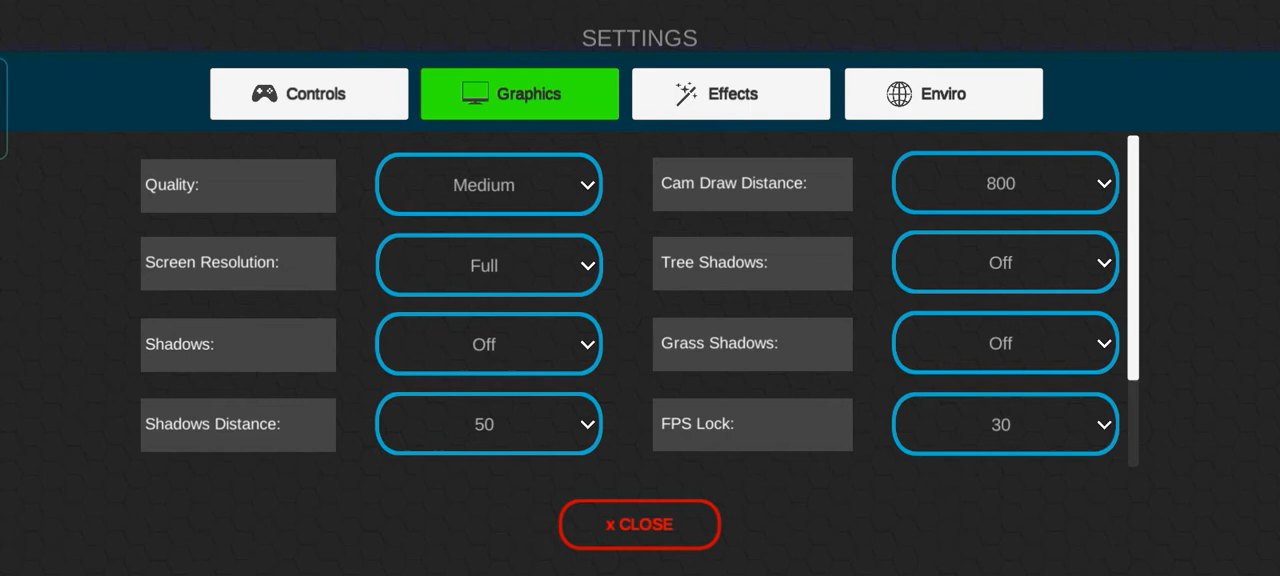 SETTINGS
Controls
Graphics
Effects
Enviro
Quality:
Medium
Cam Draw Distance:
800
Screen Resolution:
Full
Tree Shadows:
Off
Shadows:
Off
Grass Shadows:
Off
Shadows Distance:
50
FPS Lock:
30
x CLOSE